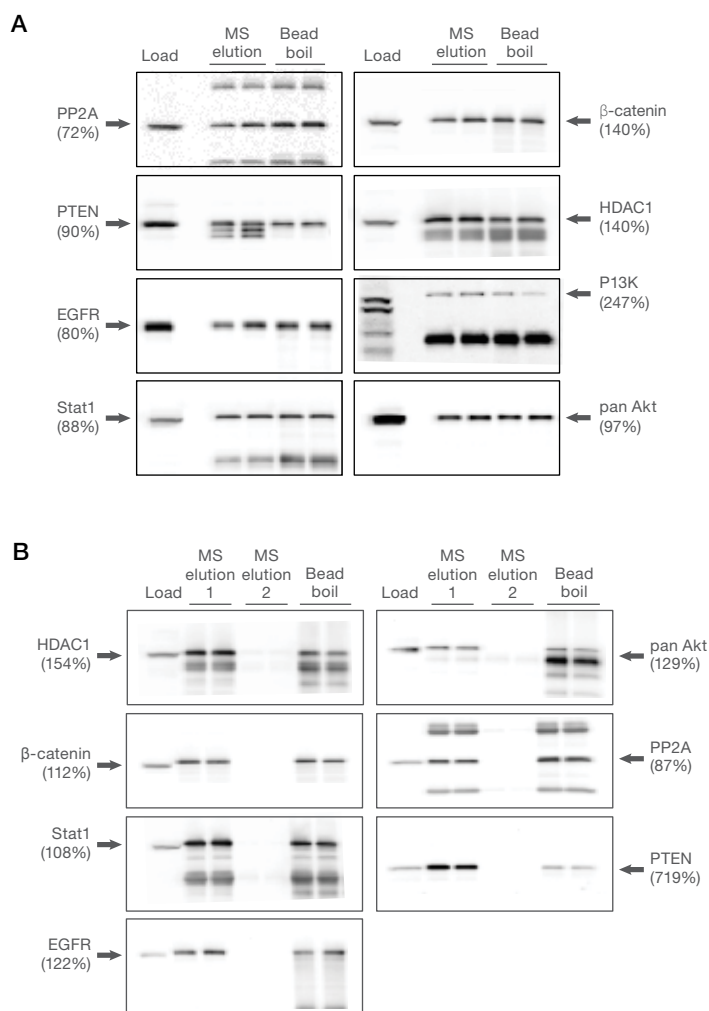 A
Load
MS
elution
Bead
boil
Load
MS
elution
Bead
boil
PP2A
(72%)
β-catenin
(140%)
PTEN
(90%)
HDAC1
(140%)
EGFR
(80%)
P13K
(247%)
Stat1
(88%)
pan Akt
(97%)
B
Load
MS
elution
1
MS
elution
2
Bead
boil
Load
MS
elution
1
MS
elution
2
Bead
boil
HDAC1
(154%)
pan Akt
(129%)
β-catenin
(112%)
PP2A
(87%)
Stat1
(108%)
PTEN
(719%)
EGFR
(122%)